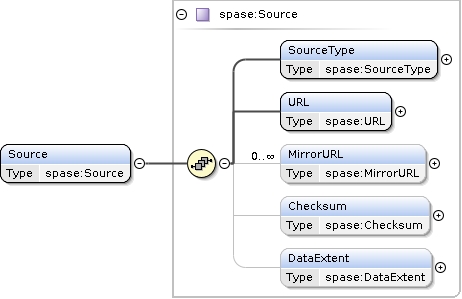 spase:Source
SourceType
Type spase:SourceType
URL
Type spase:URL
Source
Type spase:Source
0..∞
MirrorURL
Type spase:MirrorURL
Checksum
Type spase:Checksum
DataExtent
Type spase:DataExtent